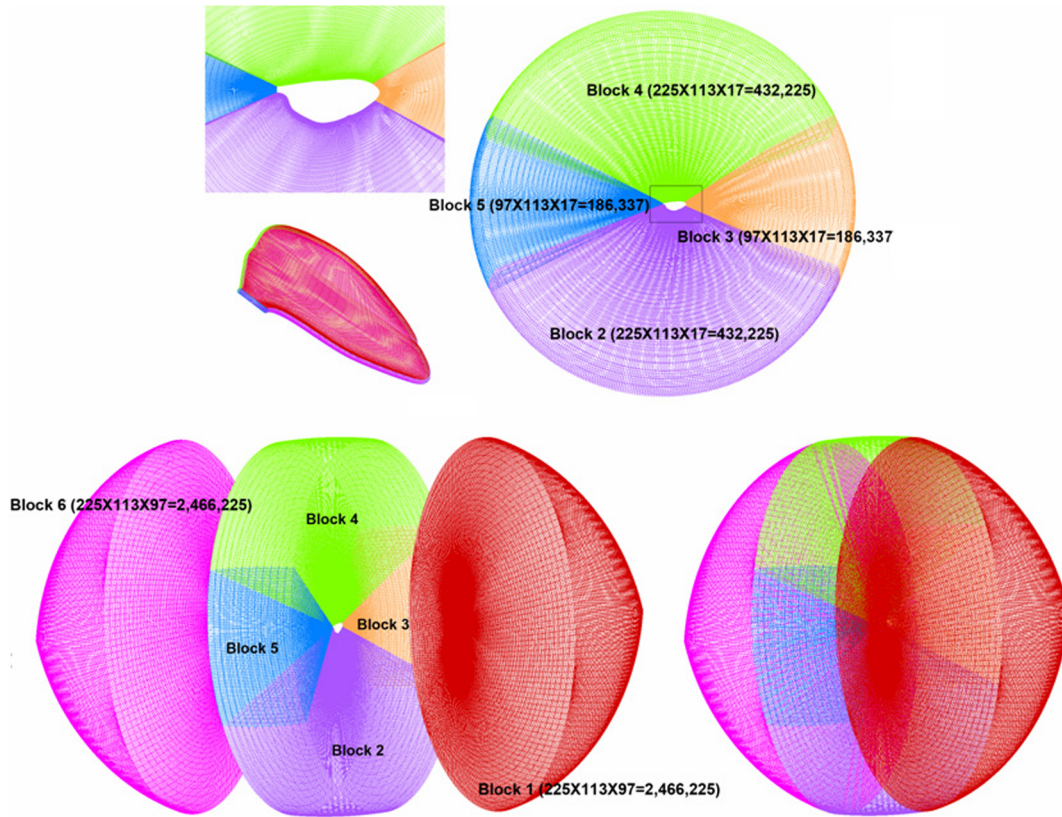 Block 4 (225X113X17=432,225)
Block 5 (97X113X17=186,337)
Block 3 (97X113X17=186,337
Block 2 (225X113X17=432,225)
Block 6 (225X113X97=2,466,225)
Block 4
Block 3
Block 5
Block 2
Block 1 (225X113X97=2,466,225)